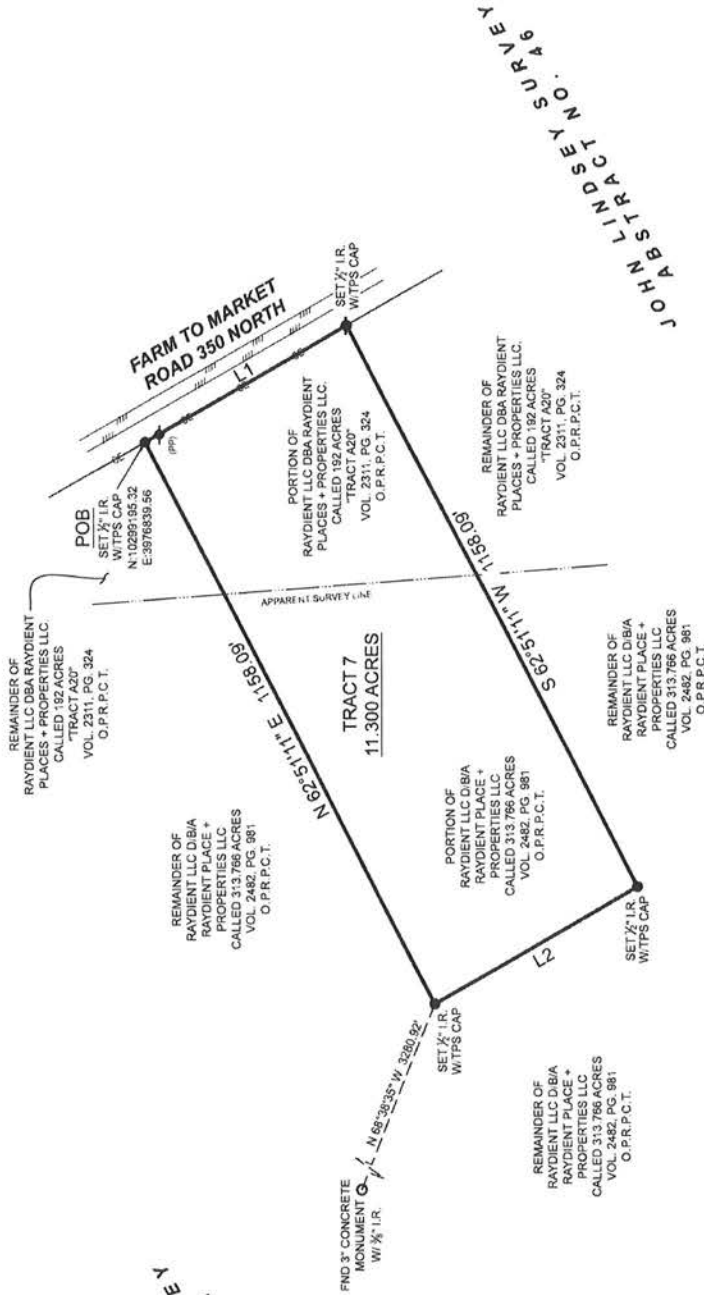 REMAINDER OF
RAYDIENT LLC DBA RAYDIENT
PLACES + PROPERTIES LLC.
CALLED 192 ACRES
"TRACT A20"
VOL. 2311, PG. 324
O.P.R.P.C.T.
POB
SET ½" I.R.
W/TPS CAP
N:10299195.32
E:3976839.56
FARM TO MARKET
ROAD 350 NORTH
L1
(PP)
OE
OE
OE
OE
SET ½" I.R.
W/TPS CAP
JOHN LINDSEY SURVEY
ABSTRACT NO. 46
PORTION OF
RAYDIENT LLC DBA RAYDIENT
PLACES + PROPERTIES LLC.
CALLED 192 ACRES
"TRACT A20"
VOL. 2311, PG. 324
O.P.R.P.C.T.
REMAINDER OF
RAYDIENT LLC DBA RAYDIENT
PLACES + PROPERTIES LLC.
CALLED 192 ACRES
"TRACT A20"
VOL. 2311, PG. 324
O.P.R.P.C.T.
APPARENT SURVEY LINE
N 62°51'11" E 1158.09'
TRACT 7
11.300 ACRES
S 62°51'11" W 1158.09'
REMAINDER OF
RAYDIENT LLC D/B/A
RAYDIENT PLACE +
PROPERTIES LLC
CALLED 313.766 ACRES
VOL. 2482, PG. 981
O.P.R.P.C.T.
PORTION OF
RAYDIENT LLC D/B/A
RAYDIENT PLACE +
PROPERTIES LLC
CALLED 313.766 ACRES
VOL. 2482, PG. 981
O.P.R.P.C.T.
REMAINDER OF
RAYDIENT LLC D/B/A
RAYDIENT PLACE +
PROPERTIES LLC
CALLED 313.766 ACRES
VOL. 2482, PG. 981
O.P.R.P.C.T.
L2
SET ½" I.R.
W/TPS CAP
SET ½" I.R.
W/TPS CAP
N 68°38'35" W 3280.92'
FND 3" CONCRETE
MONUMENT
W/ ⅝" I.R.
REMAINDER OF
RAYDIENT LLC D/B/A
RAYDIENT PLACE +
PROPERTIES LLC
CALLED 313.766 ACRES
VOL. 2482, PG. 981
O.P.R.P.C.T.
EY